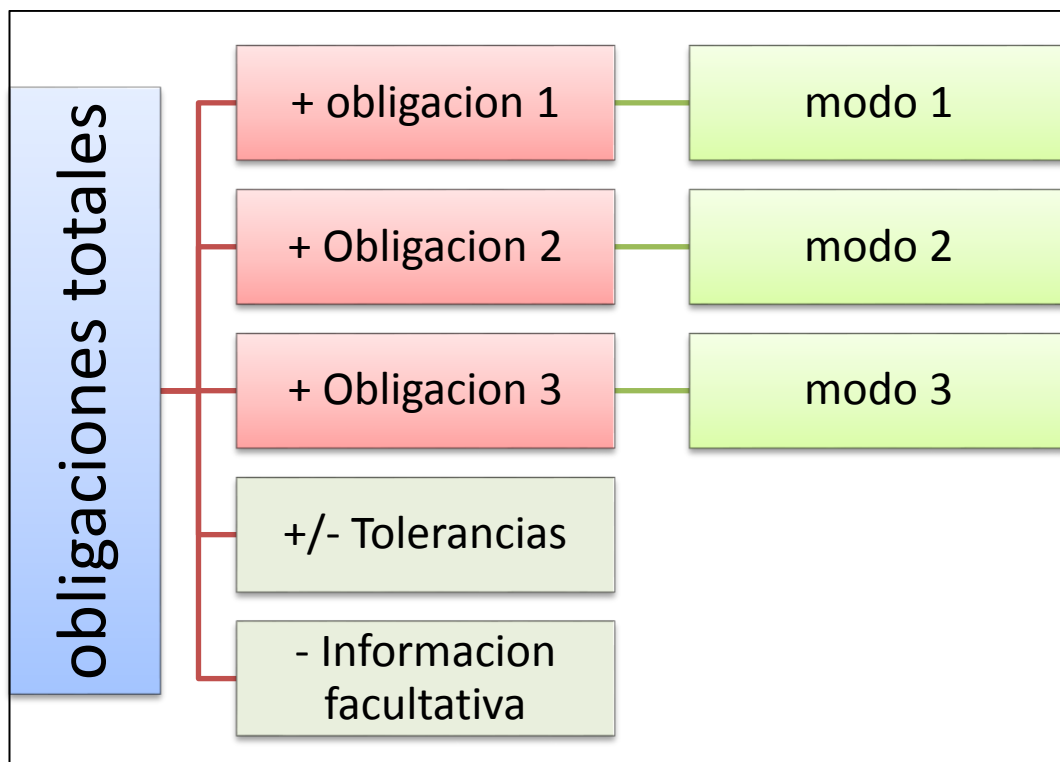 obligaciones totales
+ obligacion 1
modo 1
+ Obligacion 2
modo 2
+ Obligacion 3
modo 3
+/- Tolerancias
- Informacion
facultativa